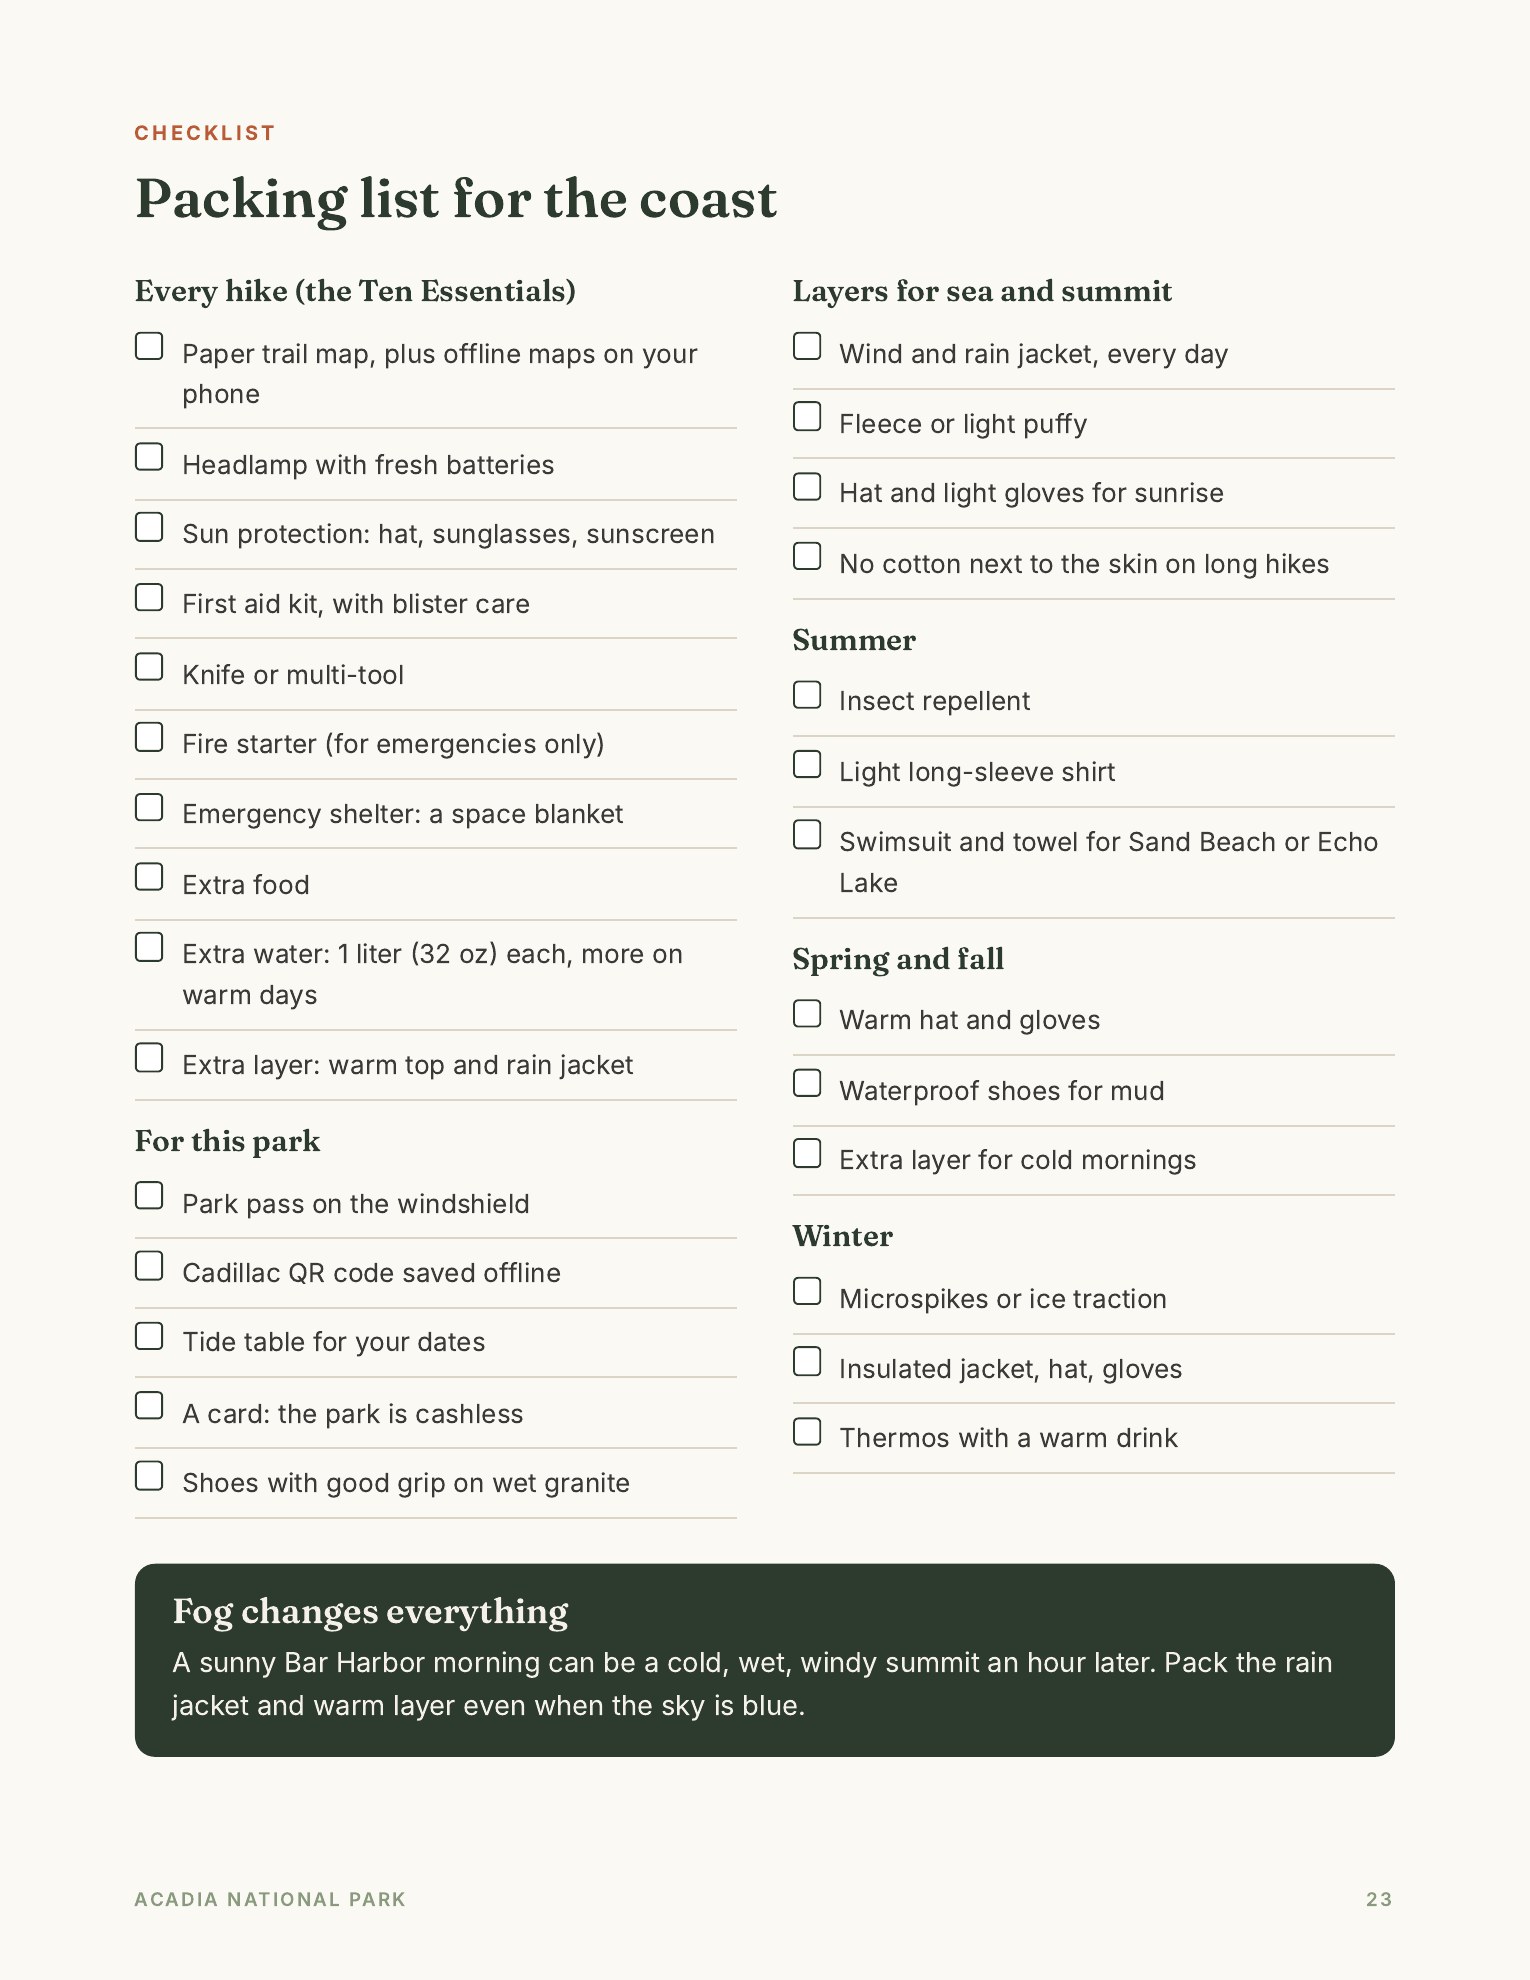 CHECKLIST
Packing list for the coast
Every hike (the Ten Essentials)
Paper trail map, plus offline maps on your
phone
Headlamp with fresh batteries
Sun protection: hat, sunglasses, sunscreen
First aid kit, with blister care
Knife or multi-tool
Fire starter (for emergencies only)
Emergency shelter: a space blanket
Extra food
Extra water: 1 liter (32 oz) each, more on
warm days
Extra layer: warm top and rain jacket
For this park
Park pass on the windshield
Cadillac QR code saved offline
Tide table for your dates
A card: the park is cashless
Shoes with good grip on wet granite
Layers for sea and summit
Wind and rain jacket, every day
Fleece or light puffy
Hat and light gloves for sunrise
No cotton next to the skin on long hikes
Summer
Insect repellent
Light long-sleeve shirt
Swimsuit and towel for Sand Beach or Echo
Lake
Spring and fall
Warm hat and gloves
Waterproof shoes for mud
Extra layer for cold mornings
Winter
Microspikes or ice traction
Insulated jacket, hat, gloves
Thermos with a warm drink
Fog changes everything
A sunny Bar Harbor morning can be a cold, wet, windy summit an hour later. Pack the rain
jacket and warm layer even when the sky is blue.
ACADIA NATIONAL PARK
23